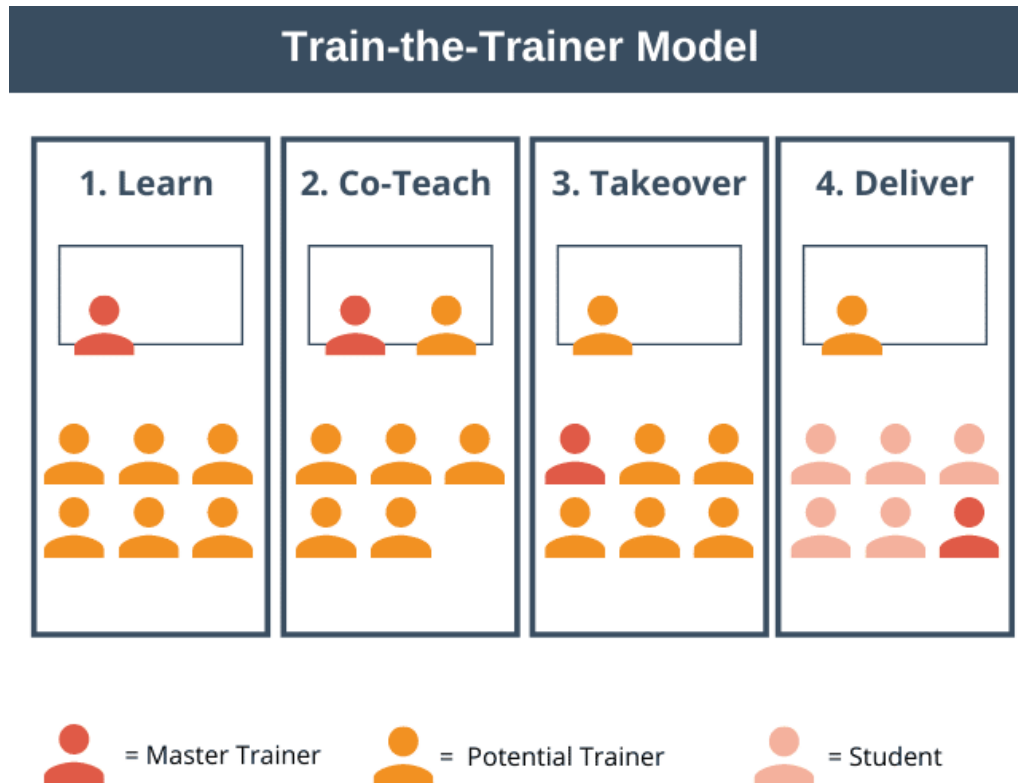 Train-the-Trainer Model
1. Learn
2. Co-Teach
3. Takeover
4. Deliver
= Master Trainer
= Potential Trainer
= Student